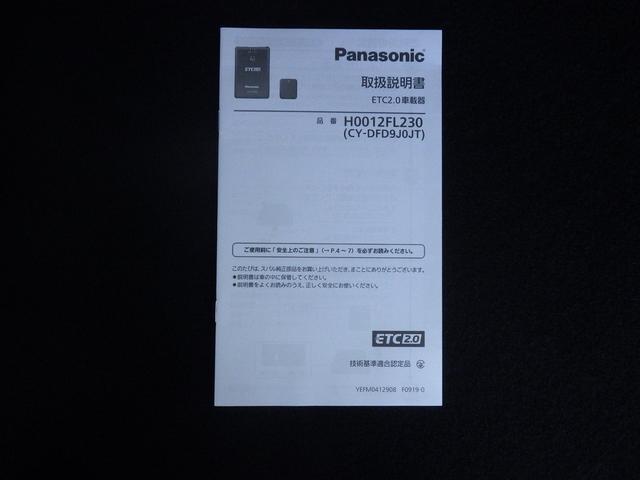 Panasonic
取扱説明書
ETC2.0車載器
品 番 H0012FL230
(CY-DFD9J0JT)
ご使用前に「安全上のご注意」(→P.4～7)を必ずお読みください。
このたびは、スバル純正部品をお買い上げいただき、まことにありがとうございます。
●説明書は車の中に保管してください。
●説明書をよくお読みのうえ、正しく安全にお使いください。
ETC 2.0
技術基準適合認定品
YEFM0412908 F0919-0